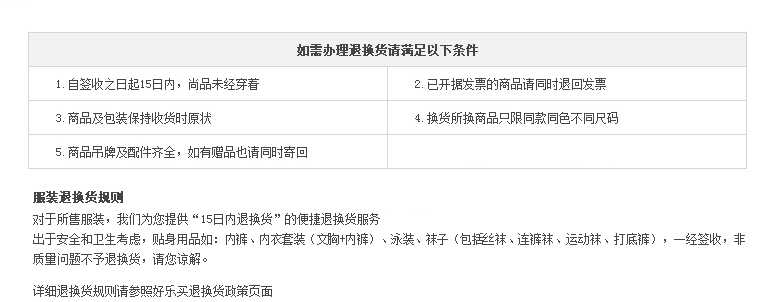 如需办理退换货请满足以下条件
1.自签收之日起15日内，尚品未经穿着
2.已开据发票的商品请同时退回发票
3.商品及包装保持收货时原状
4.换货所换商品只限同款同色不同尺码
5.商品吊牌及配件齐全，如有赠品也请同时寄回
服装退换货规则
对于所售服装，我们为您提供“15日内退换货”的便捷退换货服务
出于安全和卫生考虑，贴身用品如：内裤、内衣套装（文胸+内裤）、泳装、袜子（包括丝袜、连裤袜、运动袜、打底裤），一经签收，非
质量问题不予退换货，请您谅解。
详细退换货规则请参照好乐买退换货政策页面